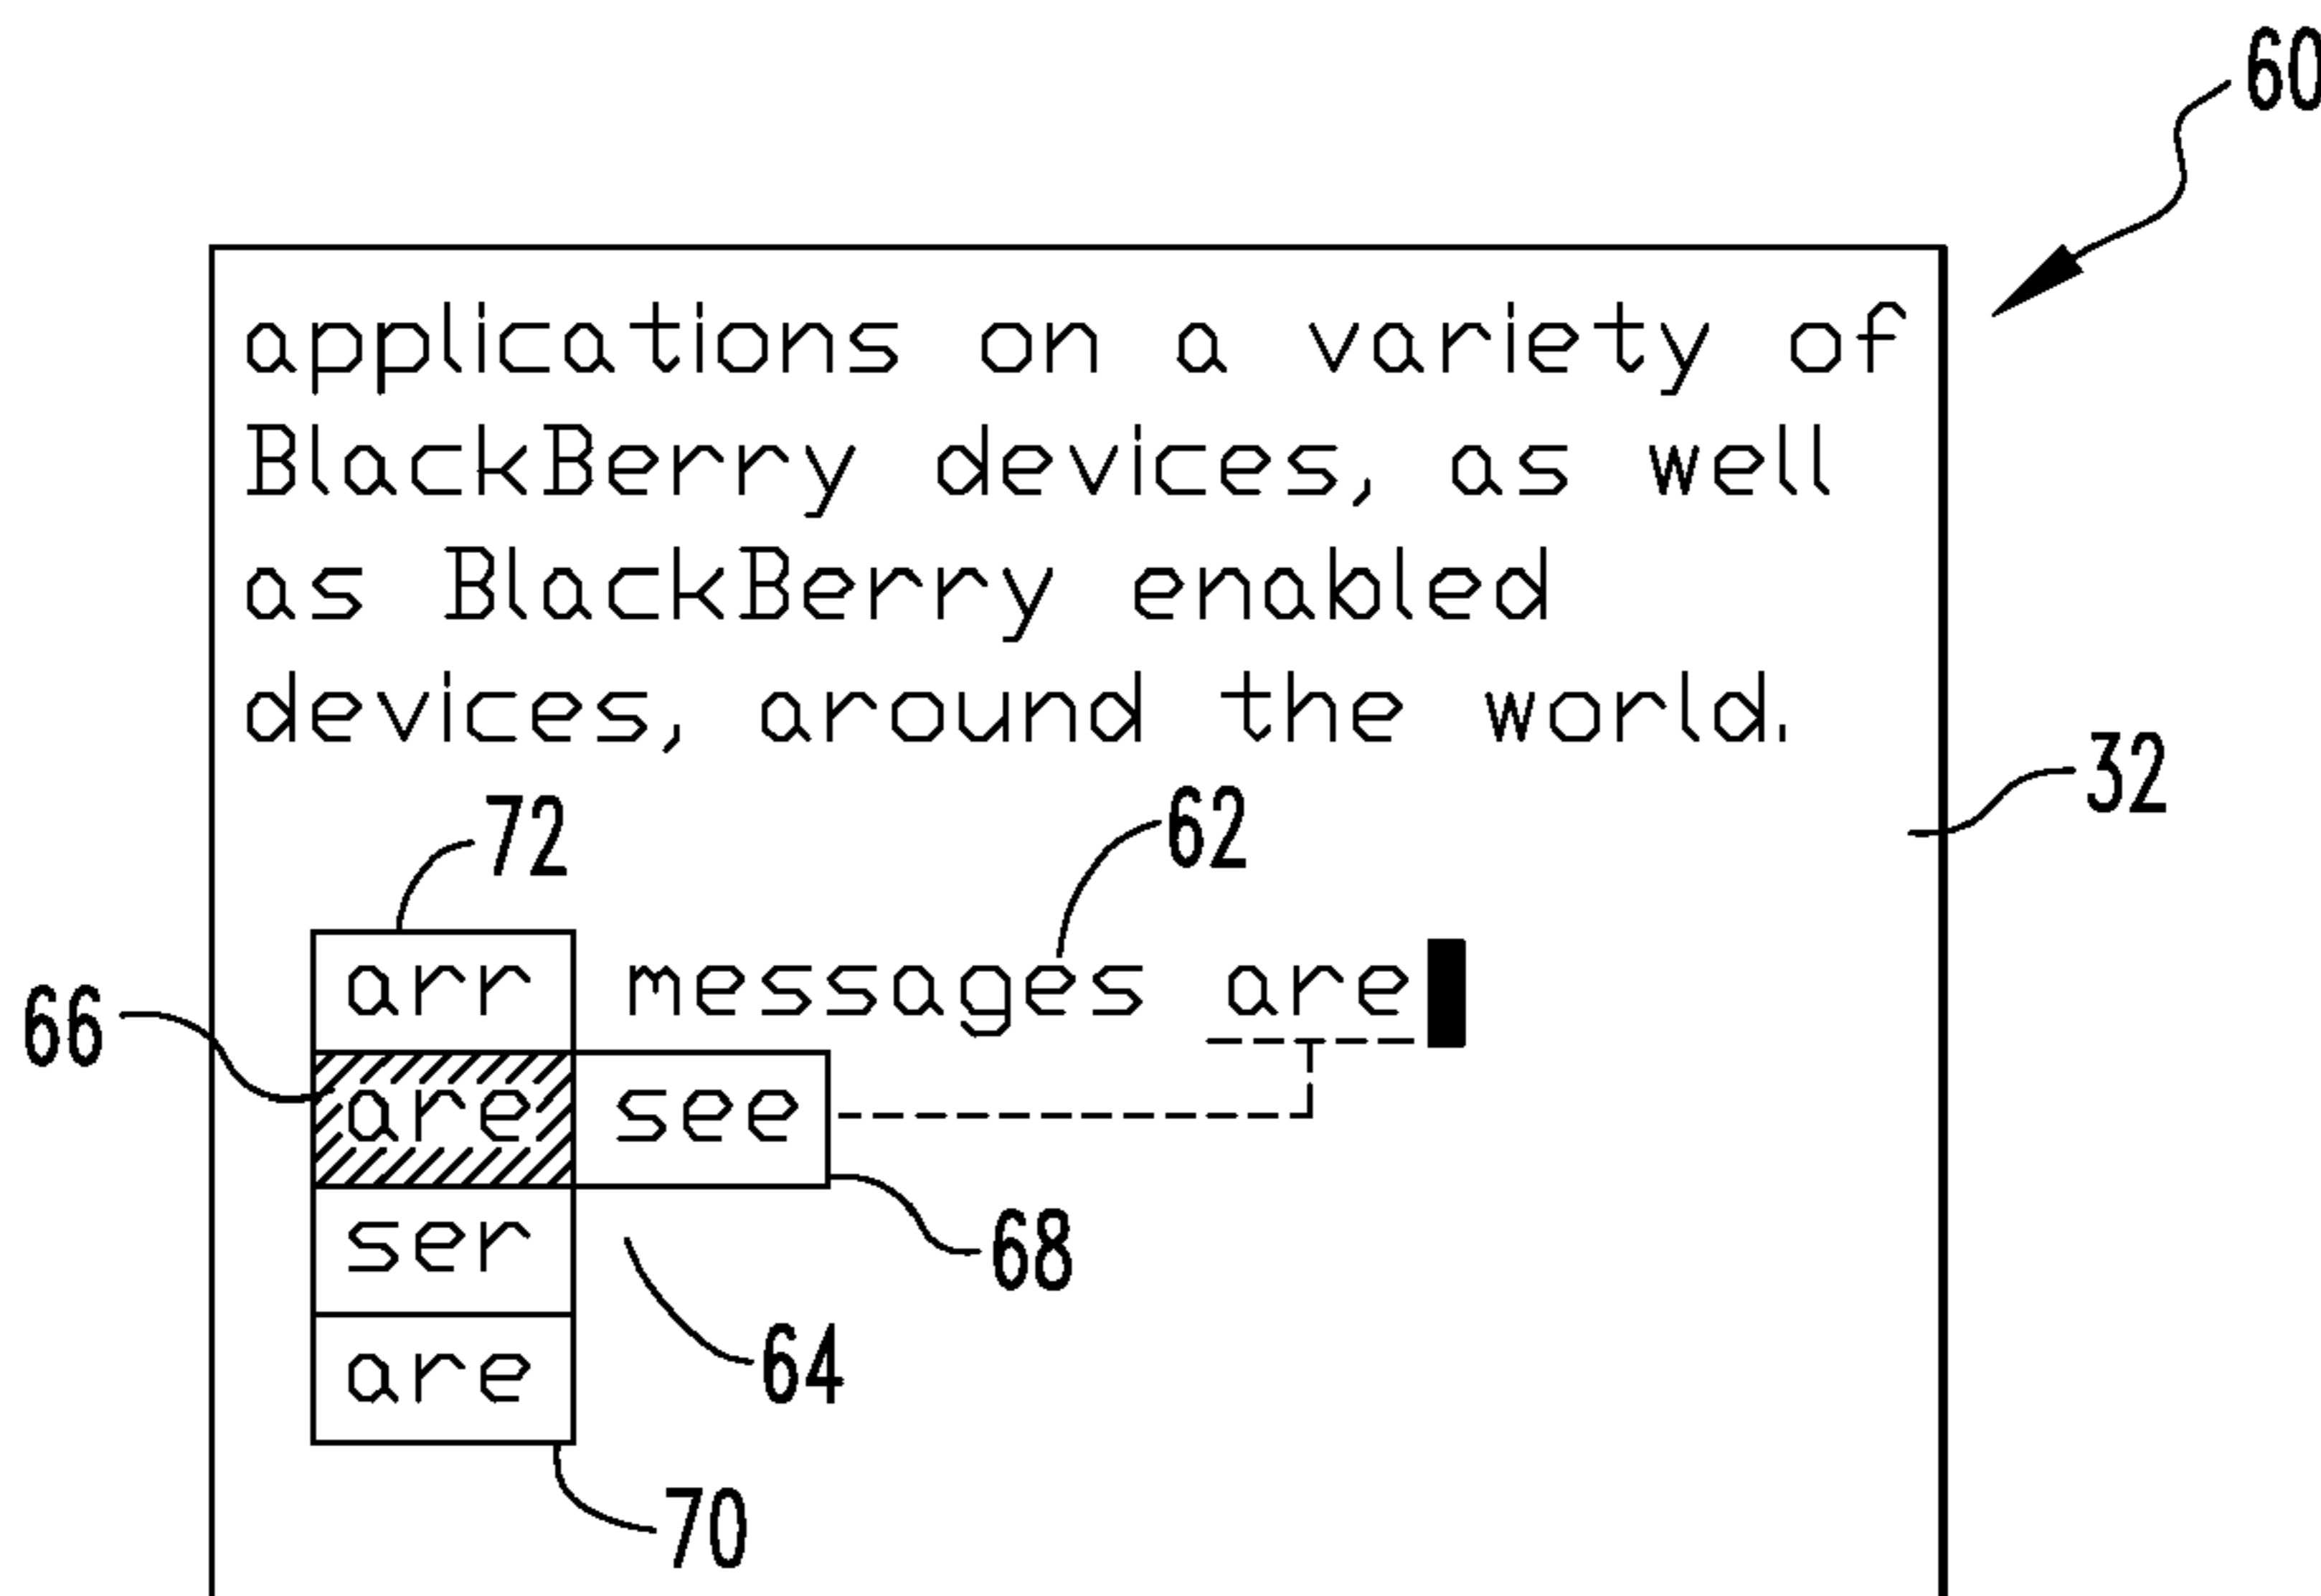 60
applications on a variety of
BlackBerry devices, as well
as BlackBerry enabled
devices, around the world.
32
72
62
arr messages are
66
are see
ser
68
64
are
70